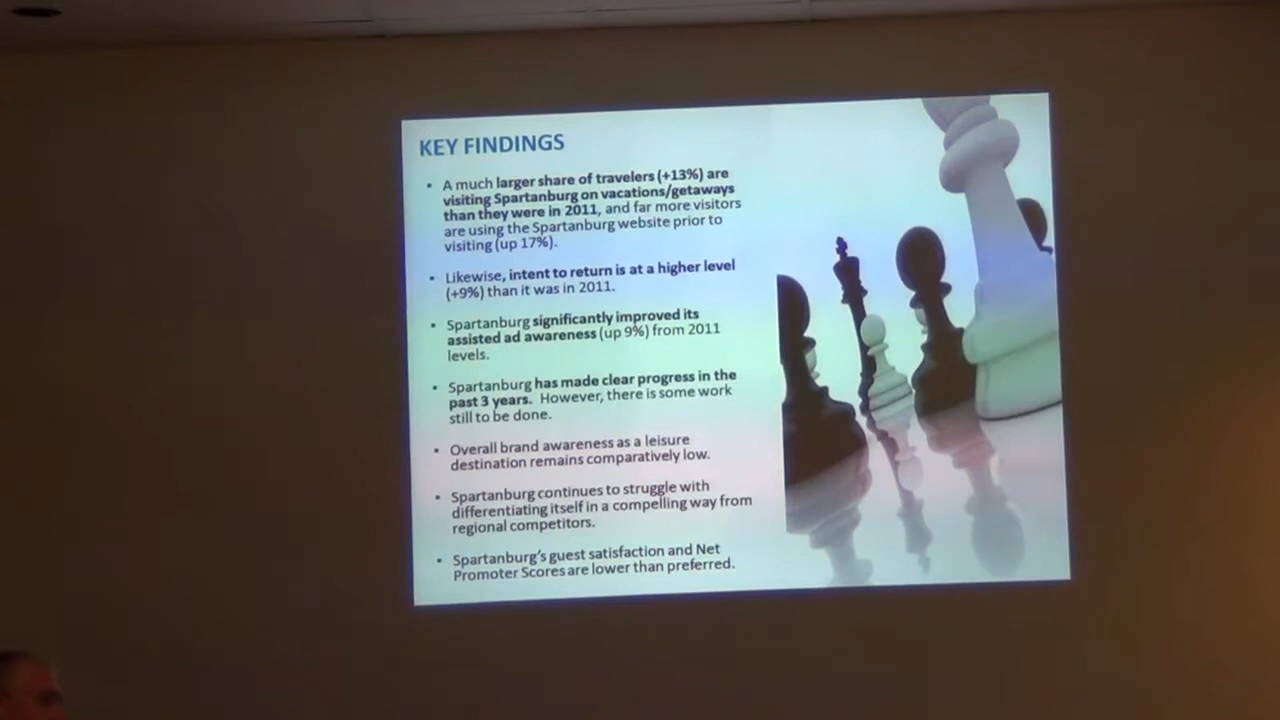 KEY FINDINGS
▪ A much larger share of travelers (+13%) are
visiting Spartanburg on vacations/getaways
than they were in 2011, and far more visitors
are using the Spartanburg website prior to
visiting (up 17%).
▪ Likewise, intent to return is at a higher level
(+9%) than it was in 2011.
▪ Spartanburg significantly improved its
assisted ad awareness (up 9%) from 2011
levels.
▪ Spartanburg has made clear progress in the
past 3 years. However, there is some work
still to be done.
▪ Overall brand awareness as a leisure
destination remains comparatively low.
▪ Spartanburg continues to struggle with
differentiating itself in a compelling way from
regional competitors.
▪ Spartanburg's guest satisfaction and Net
Promoter Scores are lower than preferred.